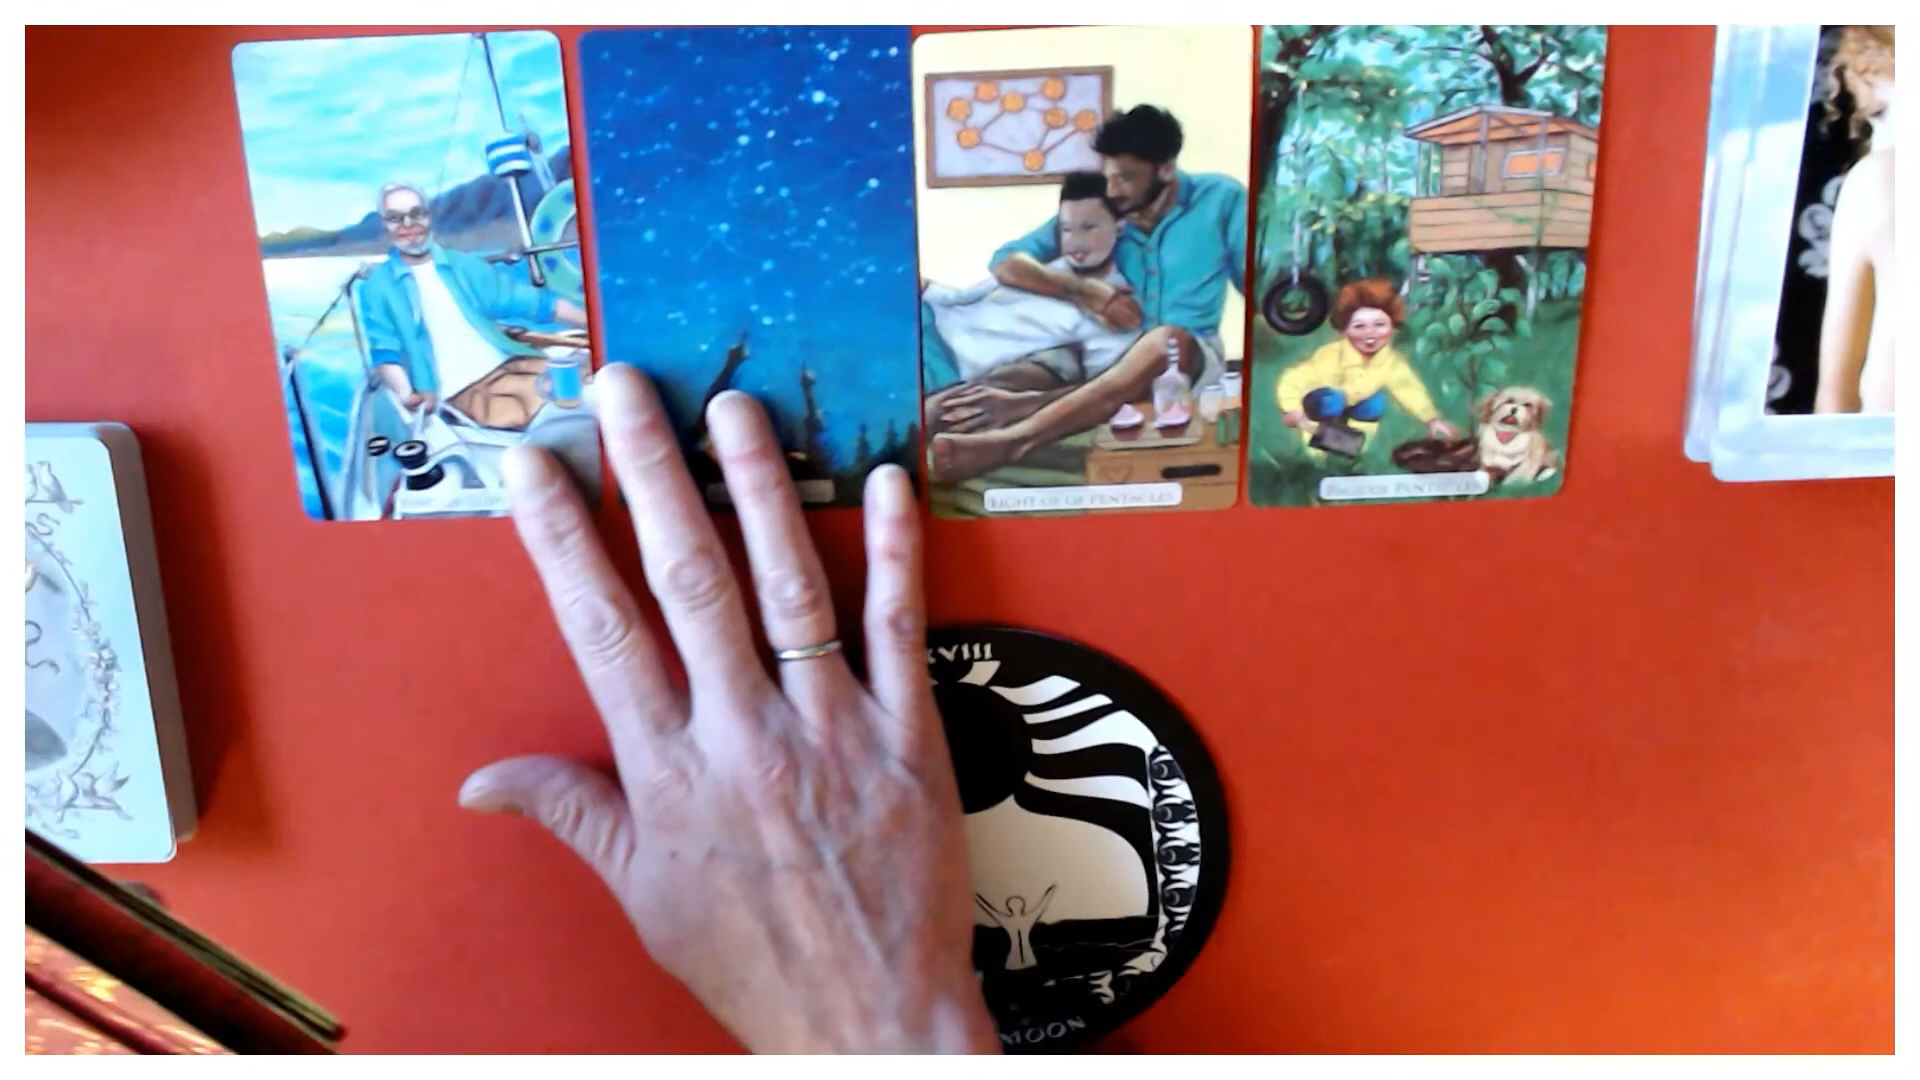 EIGHT OF OF PENTACLES
PAGE OF PENTACLES
XVIII
MOON